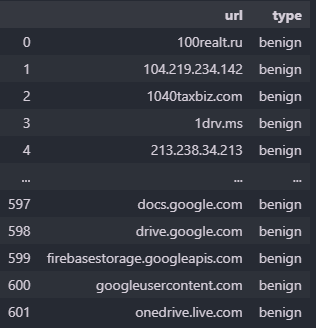 url type
0 100realt.ru benign
1 104.219.234.142 benign
2 1040taxbiz.com benign
3 1drv.ms benign
4 213.238.34.213 benign
... ... ...
597 docs.google.com benign
598 drive.google.com benign
599 firebasestorage.googleapis.com benign
600 googleusercontent.com benign
601 onedrive.live.com benign